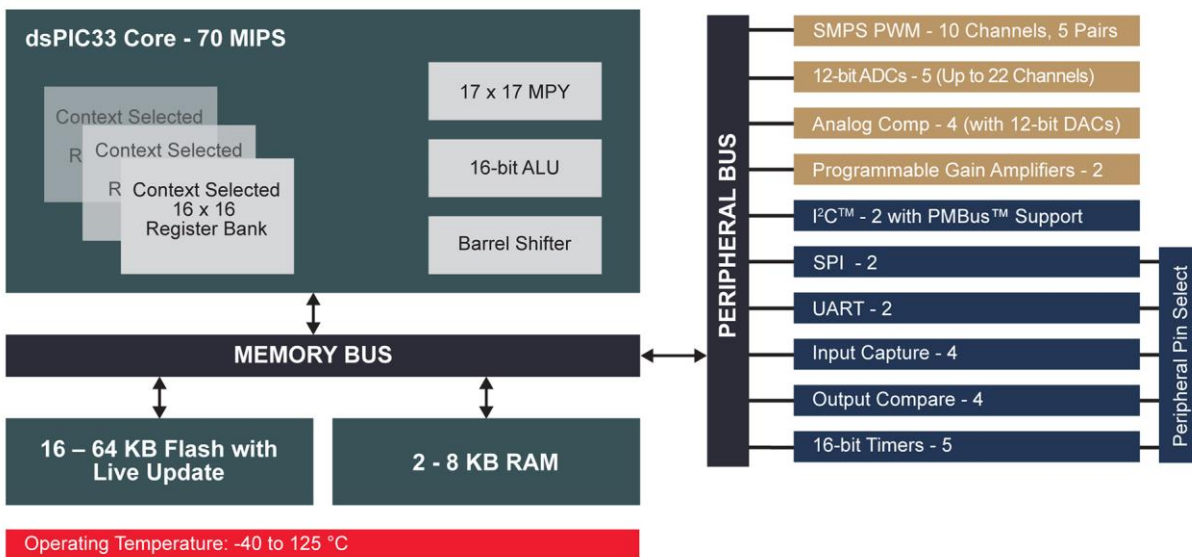 dsPIC33 Core - 70 MIPS
Context Selected
R
Context Selected
R
Context Selected
16 x 16
Register Bank
17 x 17 MPY
16-bit ALU
Barrel Shifter
MEMORY BUS
16 – 64 KB Flash with
Live Update
2 - 8 KB RAM
Operating Temperature: -40 to 125 °C
PERIPHERAL BUS
SMPS PWM - 10 Channels, 5 Pairs
12-bit ADCs - 5 (Up to 22 Channels)
Analog Comp - 4 (with 12-bit DACs)
Programmable Gain Amplifiers - 2
I²C™ - 2 with PMBus™ Support
SPI - 2
UART - 2
Input Capture - 4
Output Compare - 4
16-bit Timers - 5
Peripheral Pin Select